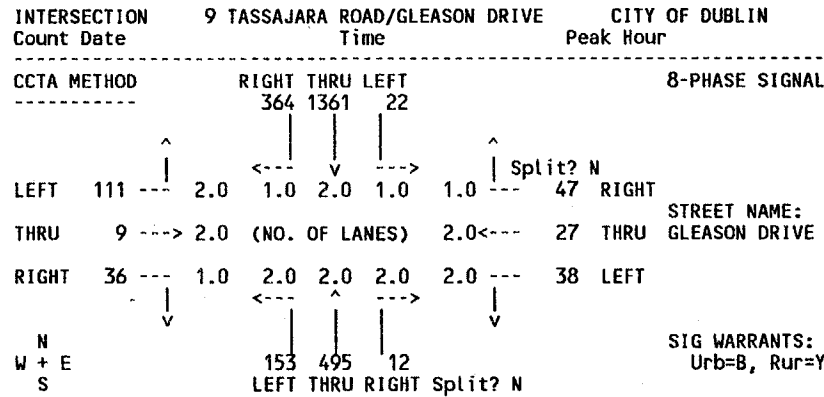 INTERSECTION 9 TASSAJARA ROAD/GLEASON DRIVE CITY OF DUBLIN
Count Date Time Peak Hour
CCTA METHOD RIGHT THRU LEFT 8-PHASE SIGNAL
364 1361 22
Split? N
LEFT 111 --- 2.0 1.0 2.0 1.0 1.0 --- 47 RIGHT
STREET NAME:
THRU 9 ---> 2.0 (NO. OF LANES) 2.0<--- 27 THRU GLEASON DRIVE
RIGHT 36 --- 1.0 2.0 2.0 2.0 2.0 --- 38 LEFT
N SIG WARRANTS:
W + E 153 495 12 Urb=B, Rur=Y
S LEFT THRU RIGHT Split? N